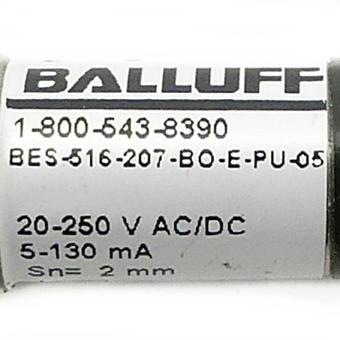 BALLUFF
1-800-543-8390
BES-516-207-BO-E-PU-05
20-250 V AC/DC
5-130 mA
Sn= 2 mm